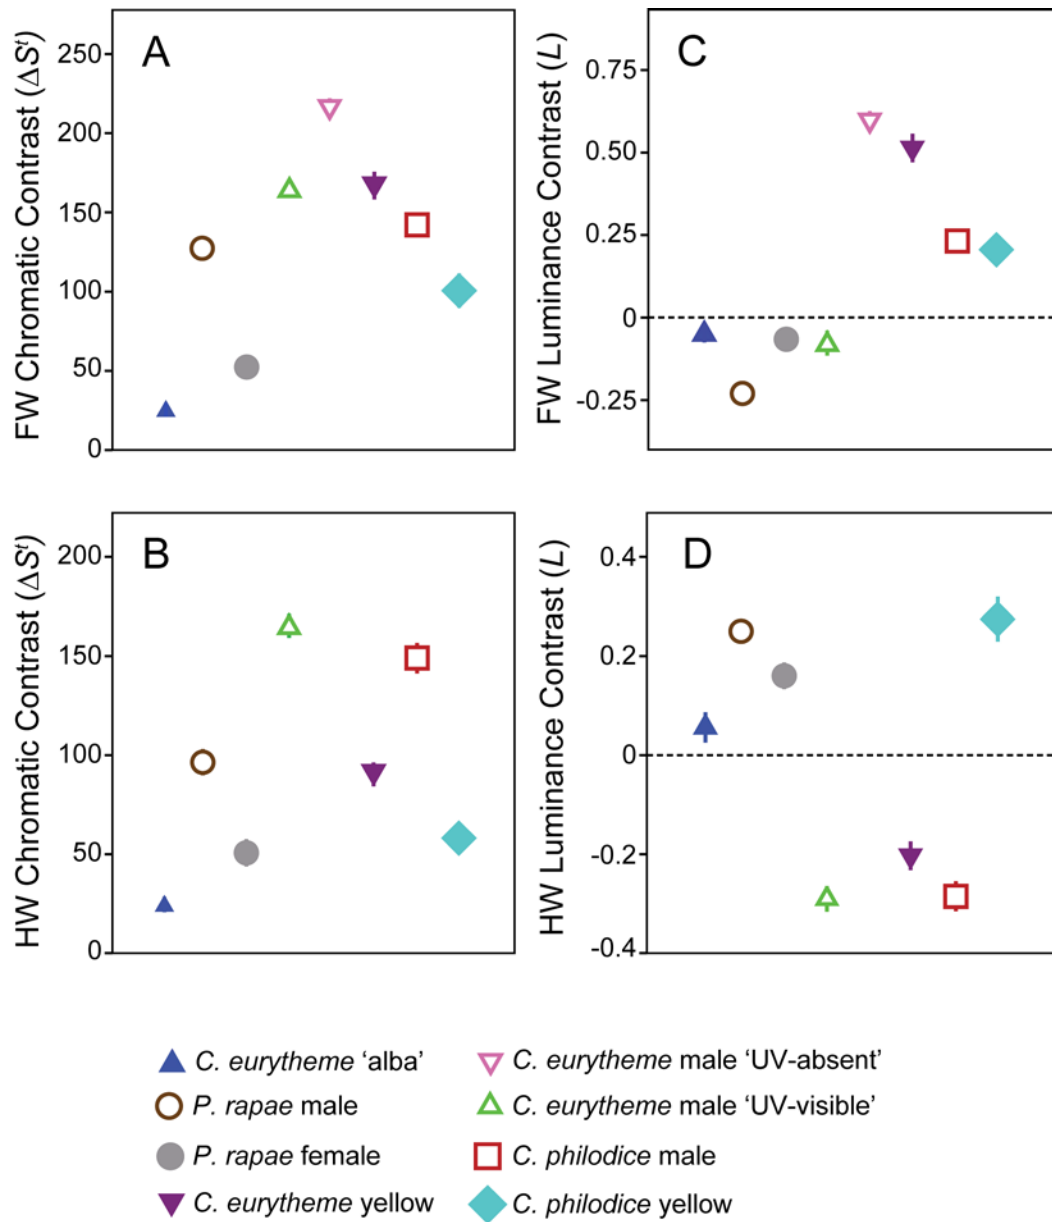 A
FW Chromatic Contrast (ΔSᵗ)
250
200
150
100
50
0
C
FW Luminance Contrast (L)
0.75
0.50
0.25
0
-0.25
B
HW Chromatic Contrast (ΔSᵗ)
200
150
100
50
0
D
HW Luminance Contrast (L)
0.4
0.2
0
-0.2
-0.4
C. eurytheme ‘alba’
P. rapae male
P. rapae female
C. eurytheme yellow
C. eurytheme male ‘UV-absent’
C. eurytheme male ‘UV-visible’
C. philodice male
C. philodice yellow